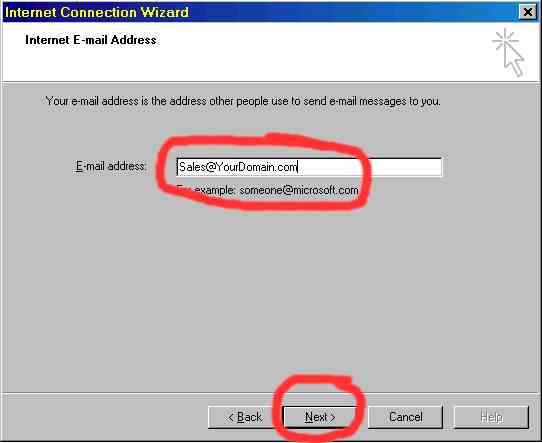 Internet Connection Wizard
Internet E-mail Address
Your e-mail address is the address other people use to send e-mail messages to you.
E-mail address: Sales@YourDomain.com
For example: someone@microsoft.com
< Back Next > Cancel Help